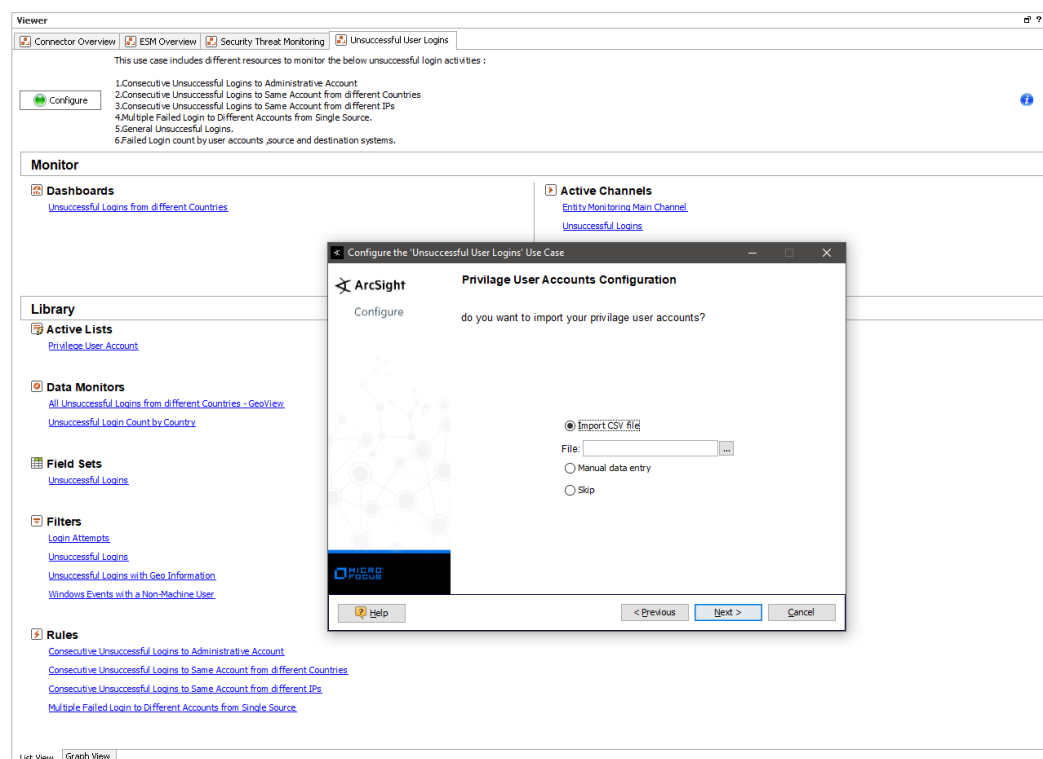 Viewer
Connector Overview
ESM Overview
Security Threat Monitoring
Unsuccessful User Logins
This use case includes different resources to monitor the below unsuccessful login activities :
Configure
1.Consecutive Unsuccessful Logins to Administrative Account
2.Consecutive Unsuccessful Logins to Same Account from different Countries
3.Consecutive Unsuccessful Logins to Same Account from different IPs
4.Multiple Failed Login to Different Accounts from Single Source.
5.General Unsuccesful Logins.
6.Failed Login count by user accounts ,source and destination systems.
Monitor
Dashboards
Unsuccessful Logins from different Countries
Active Channels
Entity Monitoring Main Channel
Unsuccessful Logins
Configure the 'Unsuccessful User Logins' Use Case
ArcSight
Configure
Privilage User Accounts Configuration
do you want to import your privilage user accounts?
Import CSV file
File:
...
Manual data entry
Skip
MICRO
FOCUS
Help
< Previous
Next >
Cancel
Library
Active Lists
Privilege User Account
Data Monitors
All Unsuccessful Logins from different Countries - GeoView
Unsuccessful Login Count by Country
Field Sets
Unsuccessful Logins
Filters
Login Attempts
Unsuccessful Logins
Unsuccessful Logins with Geo Information
Windows Events with a Non-Machine User
Rules
Consecutive Unsuccessful Logins to Administrative Account
Consecutive Unsuccessful Logins to Same Account from different Countries
Consecutive Unsuccessful Logins to Same Account from different IPs
Multiple Failed Login to Different Accounts from Single Source
List View
Graph View